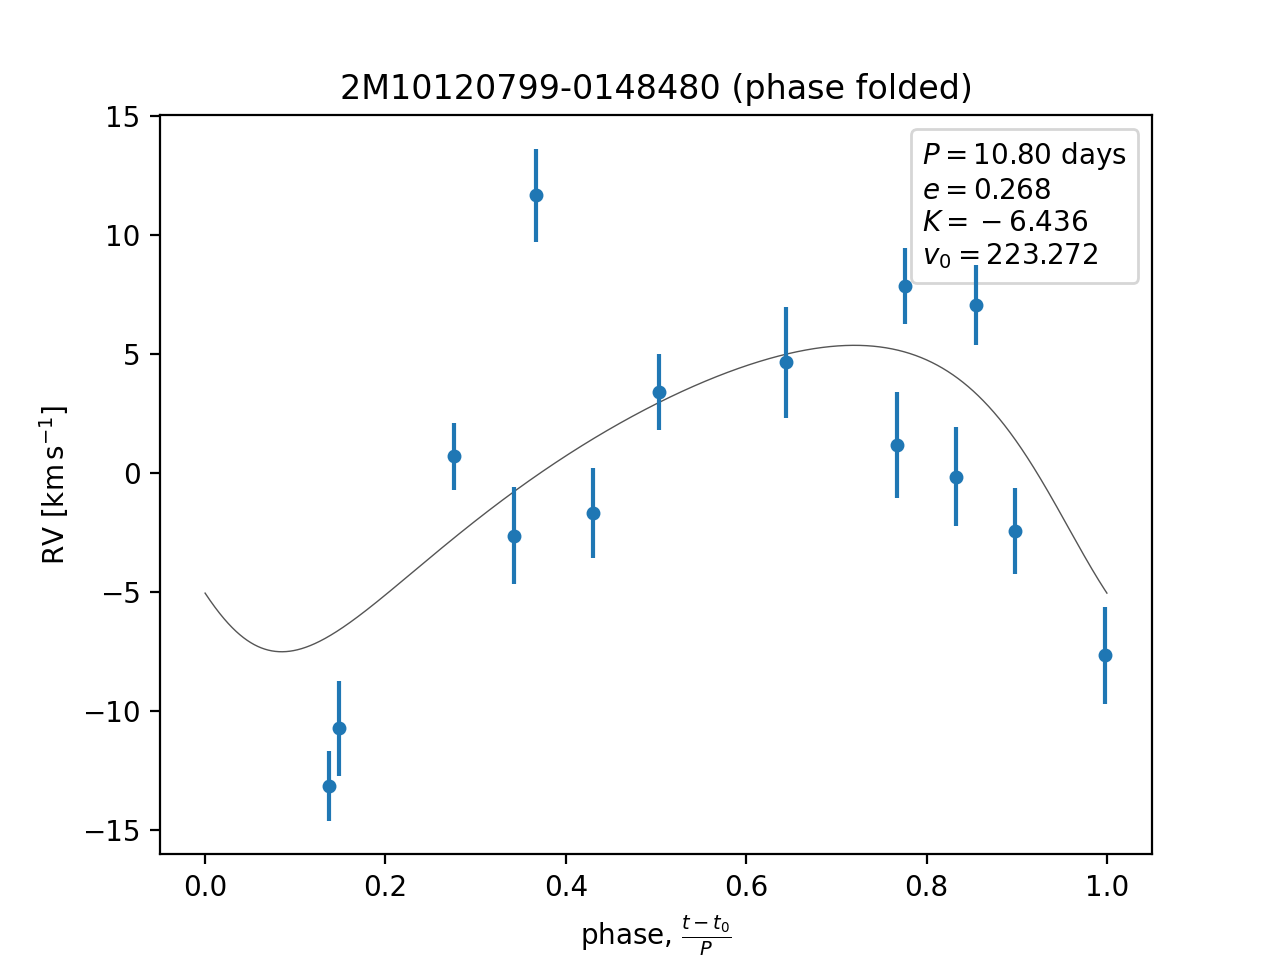 2M10120799-0148480 (phase folded)
P = 10.80 days
e = 0.268
K = −6.436
v₀ = 223.272
15
10
5
0
−5
−10
−15
RV [km s⁻¹]
0.0 0.2 0.4 0.6 0.8 1.0
phase, (t − t₀)/P